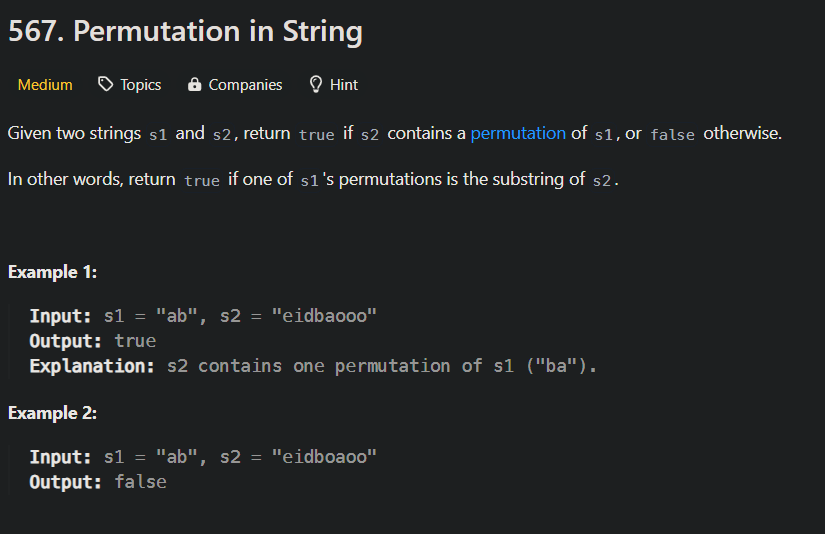 567. Permutation in String
Medium Topics Companies Hint
Given two strings s1 and s2, return true if s2 contains a permutation of s1, or false otherwise.
In other words, return true if one of s1's permutations is the substring of s2.
Example 1:
Input: s1 = "ab", s2 = "eidbaooo"
Output: true
Explanation: s2 contains one permutation of s1 ("ba").
Example 2:
Input: s1 = "ab", s2 = "eidboaoo"
Output: false